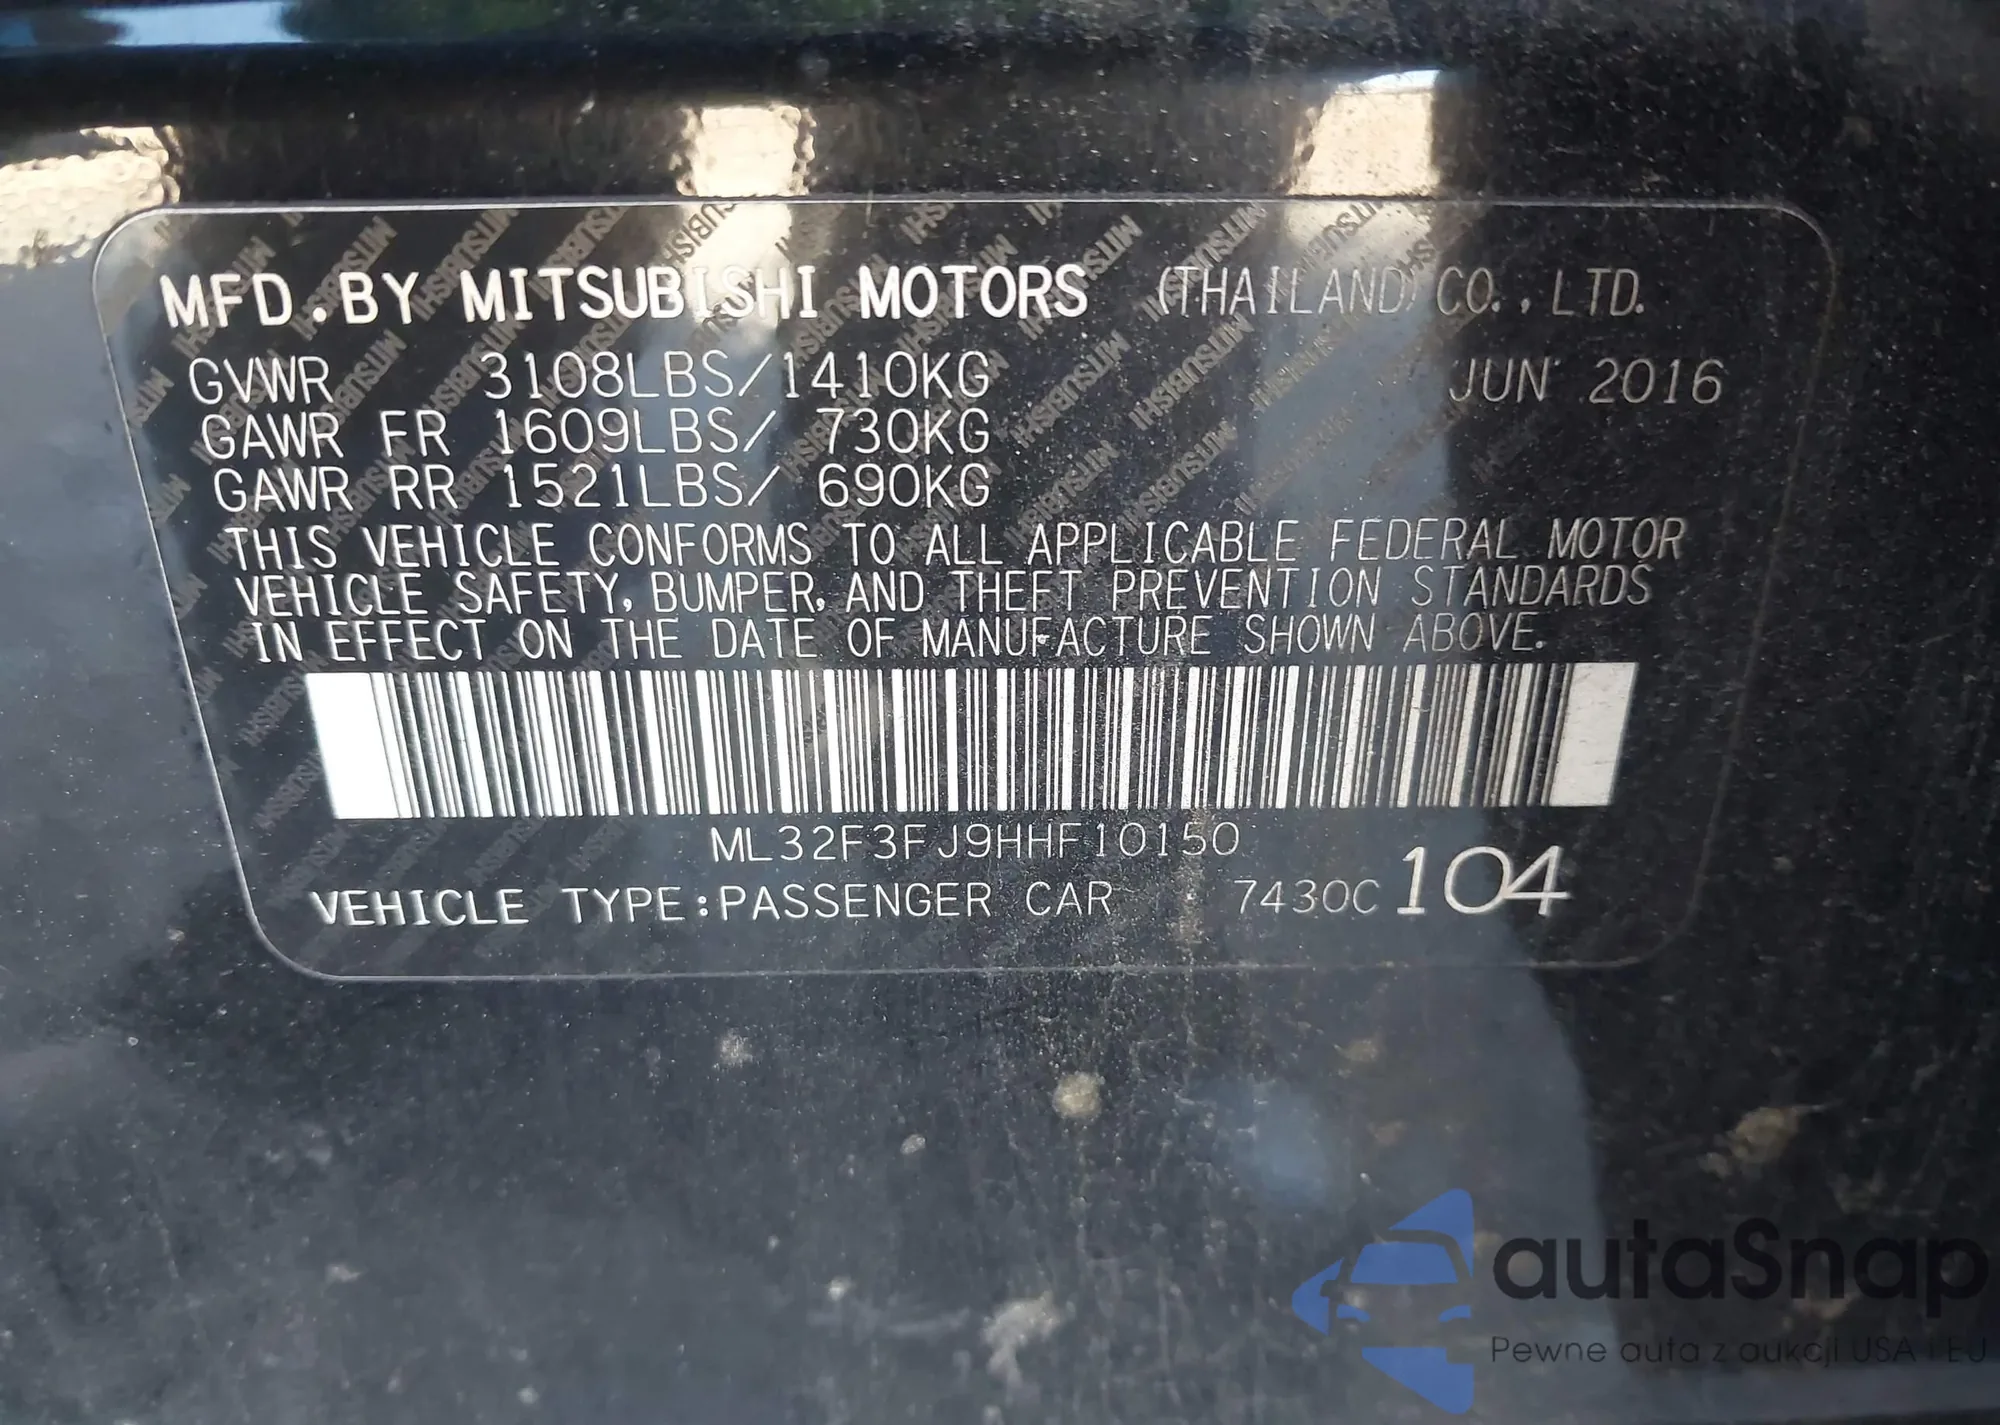 MFD.BY MITSUBISHI MOTORS (THAILAND) CO.,LTD.
GVWR 3108LBS/1410KG JUN 2016
GAWR FR 1609LBS/ 730KG
GAWR RR 1521LBS/ 690KG
THIS VEHICLE CONFORMS TO ALL APPLICABLE FEDERAL MOTOR
VEHICLE SAFETY, BUMPER, AND THEFT PREVENTION STANDARDS
IN EFFECT ON THE DATE OF MANUFACTURE SHOWN ABOVE.
ML32F3FJ9HHF10150
VEHICLE TYPE:PASSENGER CAR 7430C 104
autaSnap
Pewne auta z aukcji USA i EU